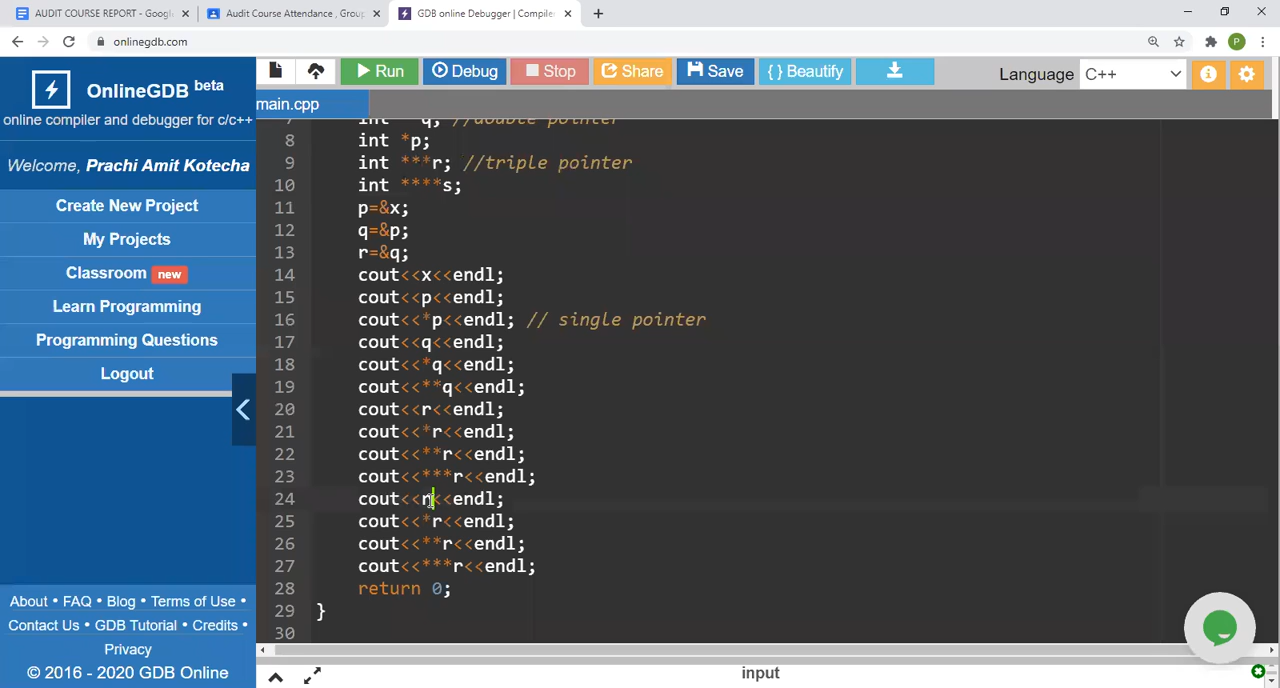 AUDIT COURSE REPORT - Google
Audit Course Attendance , Group
GDB online Debugger | Compiler
onlinegdb.com
P
OnlineGDB beta
online compiler and debugger for c/c++
Welcome, Prachi Amit Kotecha
Create New Project
My Projects
Classroom new
Learn Programming
Programming Questions
Logout
About • FAQ • Blog • Terms of Use •
Contact Us • GDB Tutorial • Credits •
Privacy
© 2016 - 2020 GDB Online
Run Debug Stop Share Save { } Beautify Language C++
main.cpp
7 int **q; //double pointer
8 int *p;
9 int ***r; //triple pointer
10 int ****s;
11 p=&x;
12 q=&p;
13 r=&q;
14 cout<<x<<endl;
15 cout<<p<<endl;
16 cout<<*p<<endl; // single pointer
17 cout<<q<<endl;
18 cout<<*q<<endl;
19 cout<<**q<<endl;
20 cout<<r<<endl;
21 cout<<*r<<endl;
22 cout<<**r<<endl;
23 cout<<***r<<endl;
24 cout<<r<<endl;
25 cout<<*r<<endl;
26 cout<<**r<<endl;
27 cout<<***r<<endl;
28 return 0;
29 }
30
input